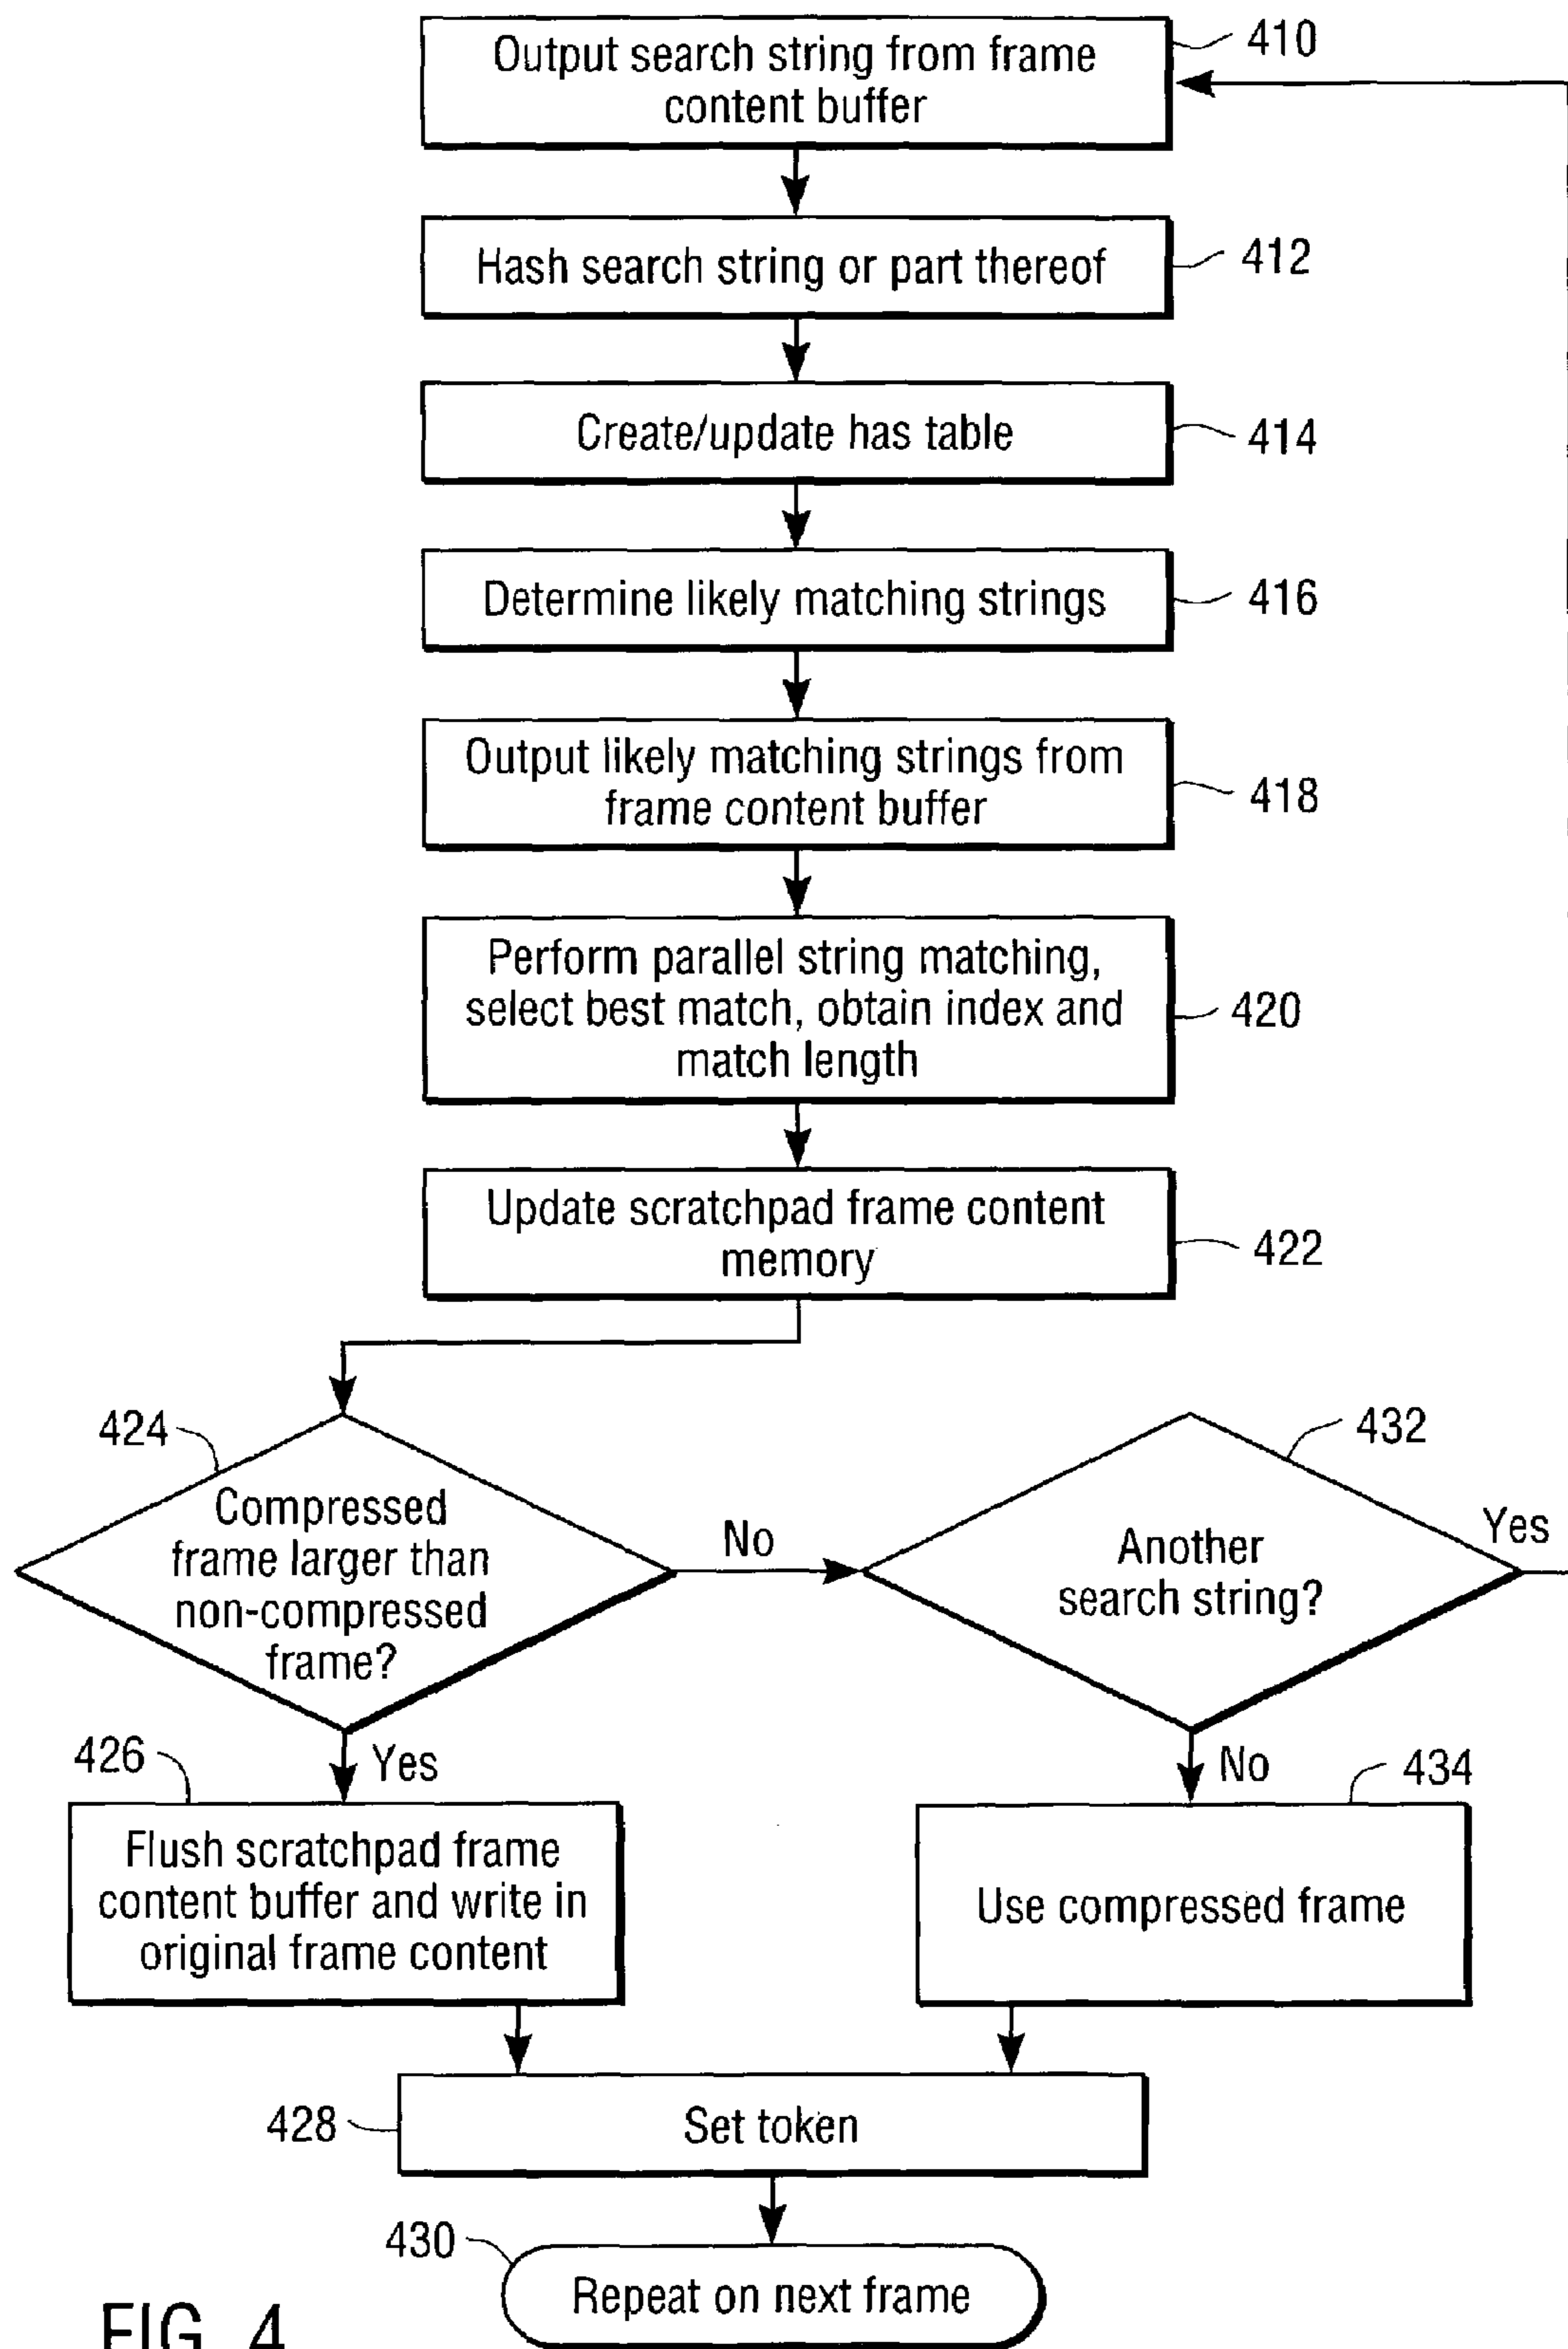 Output search string from frame
content buffer
410
Hash search string or part thereof
412
Create/update has table
414
Determine likely matching strings
416
Output likely matching strings from
frame content buffer
418
Perform parallel string matching,
select best match, obtain index and
match length
420
Update scratchpad frame content
memory
422
424
Compressed
frame larger than
non-compressed
frame?
No
432
Another
search string?
Yes
426
Yes
Flush scratchpad frame
content buffer and write in
original frame content
No
434
Use compressed frame
428
Set token
430
Repeat on next frame
FIG. 4